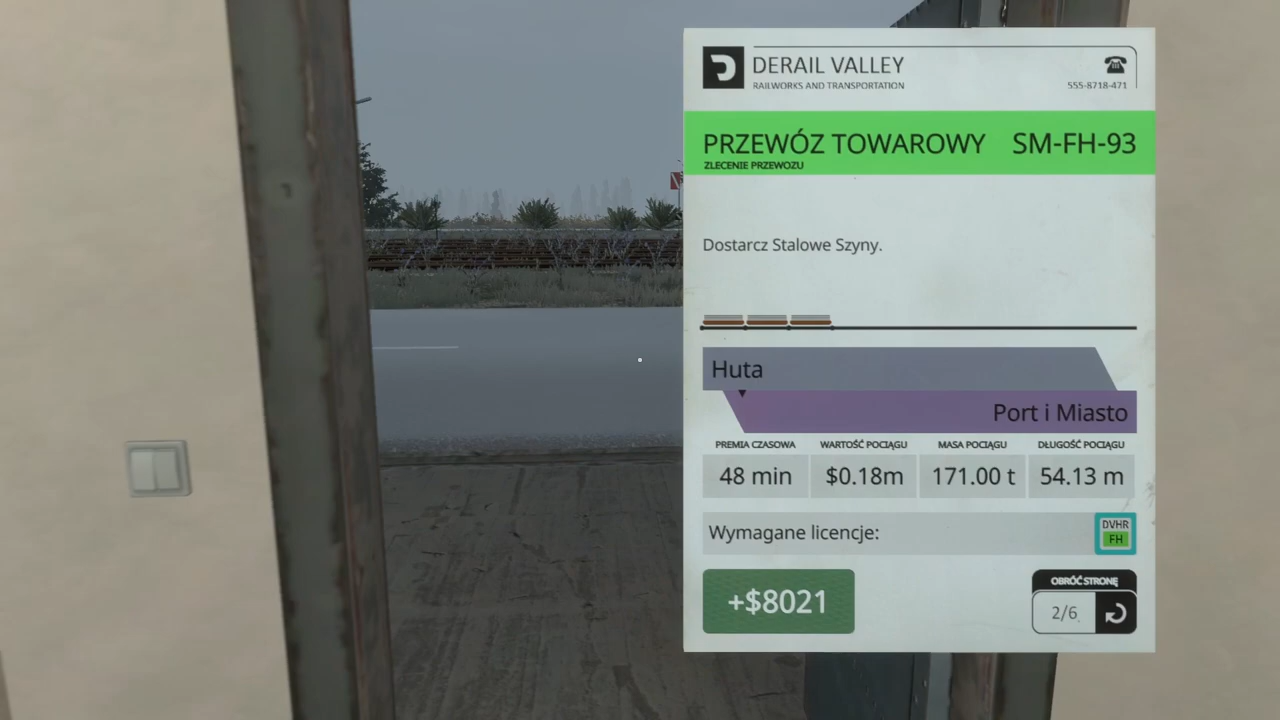 DERAIL VALLEY
RAILWORKS AND TRANSPORTATION
555-8718-471
PRZEWÓZ TOWAROWY SM-FH-93
ZLECENIE PRZEWOZU
Dostarcz Stalowe Szyny.
Huta
Port i Miasto
PREMIA CZASOWA WARTOŚĆ POCIĄGU MASA POCIĄGU DŁUGOŚĆ POCIĄGU
48 min $0.18m 171.00 t 54.13 m
Wymagane licencje:
DVHR
FH
+$8021
OBRÓĆ STRONĘ
2/6